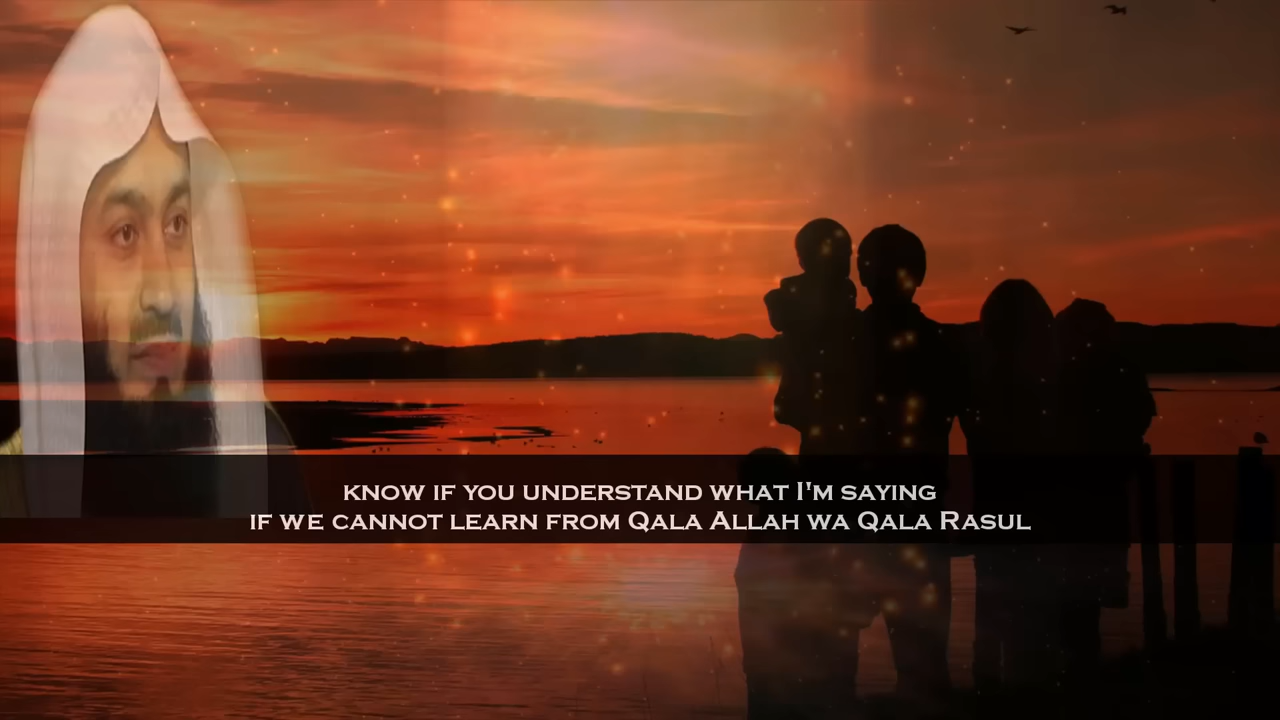 KNOW IF YOU UNDERSTAND WHAT I'M SAYING
IF WE CANNOT LEARN FROM QALA ALLAH WA QALA RASUL